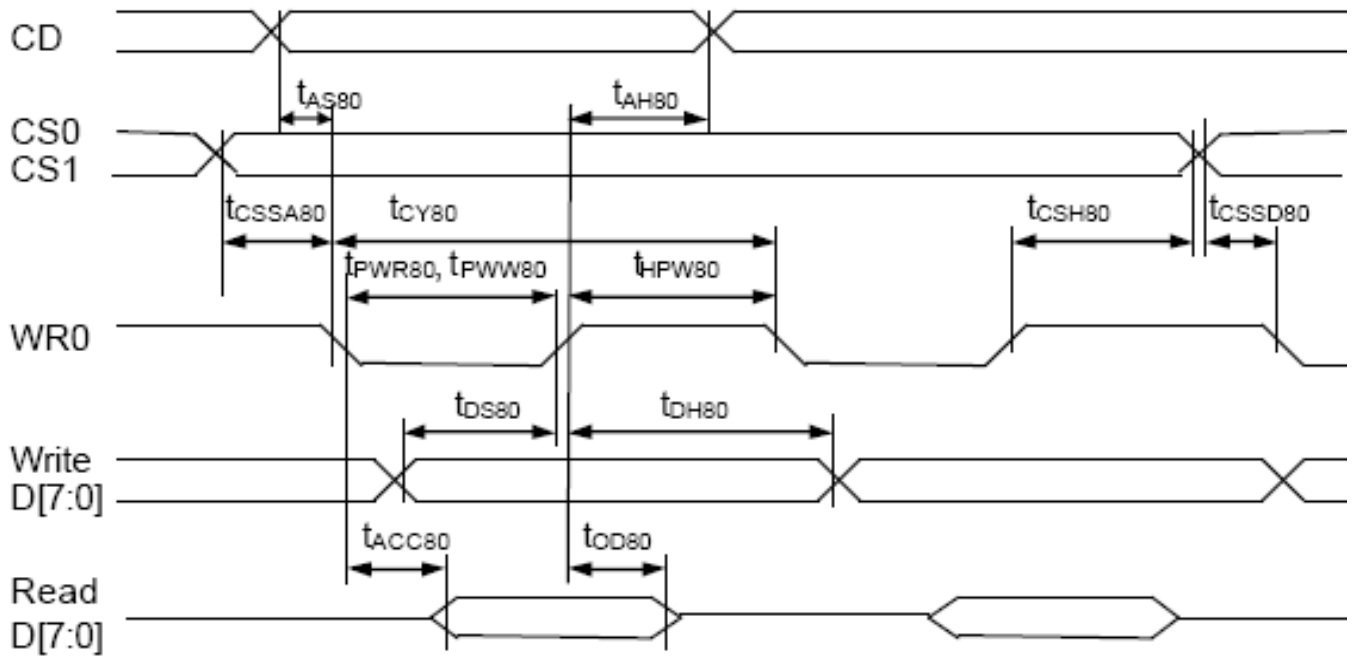 CD
tAS80 tAH80
CS0
CS1
tCSSA80 tCY80 tCSH80 tCSSD80
tPWR80, tPWW80 tHPW80
WR0
tDS80 tDH80
Write
D[7:0]
tACC80 tOD80
Read
D[7:0]